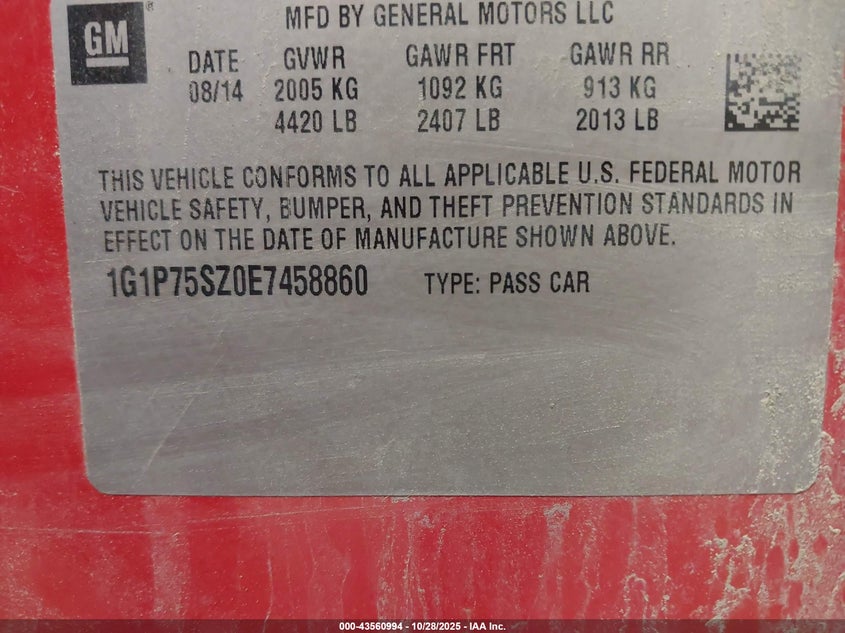 MFD BY GENERAL MOTORS LLC
GM
DATE GVWR GAWR FRT GAWR RR
08/14 2005 KG 1092 KG 913 KG
4420 LB 2407 LB 2013 LB
THIS VEHICLE CONFORMS TO ALL APPLICABLE U.S. FEDERAL MOTOR
VEHICLE SAFETY, BUMPER, AND THEFT PREVENTION STANDARDS IN
EFFECT ON THE DATE OF MANUFACTURE SHOWN ABOVE.
1G1P75SZ0E7458860 TYPE: PASS CAR
000-43560994 - 10/28/2025 - IAA Inc.